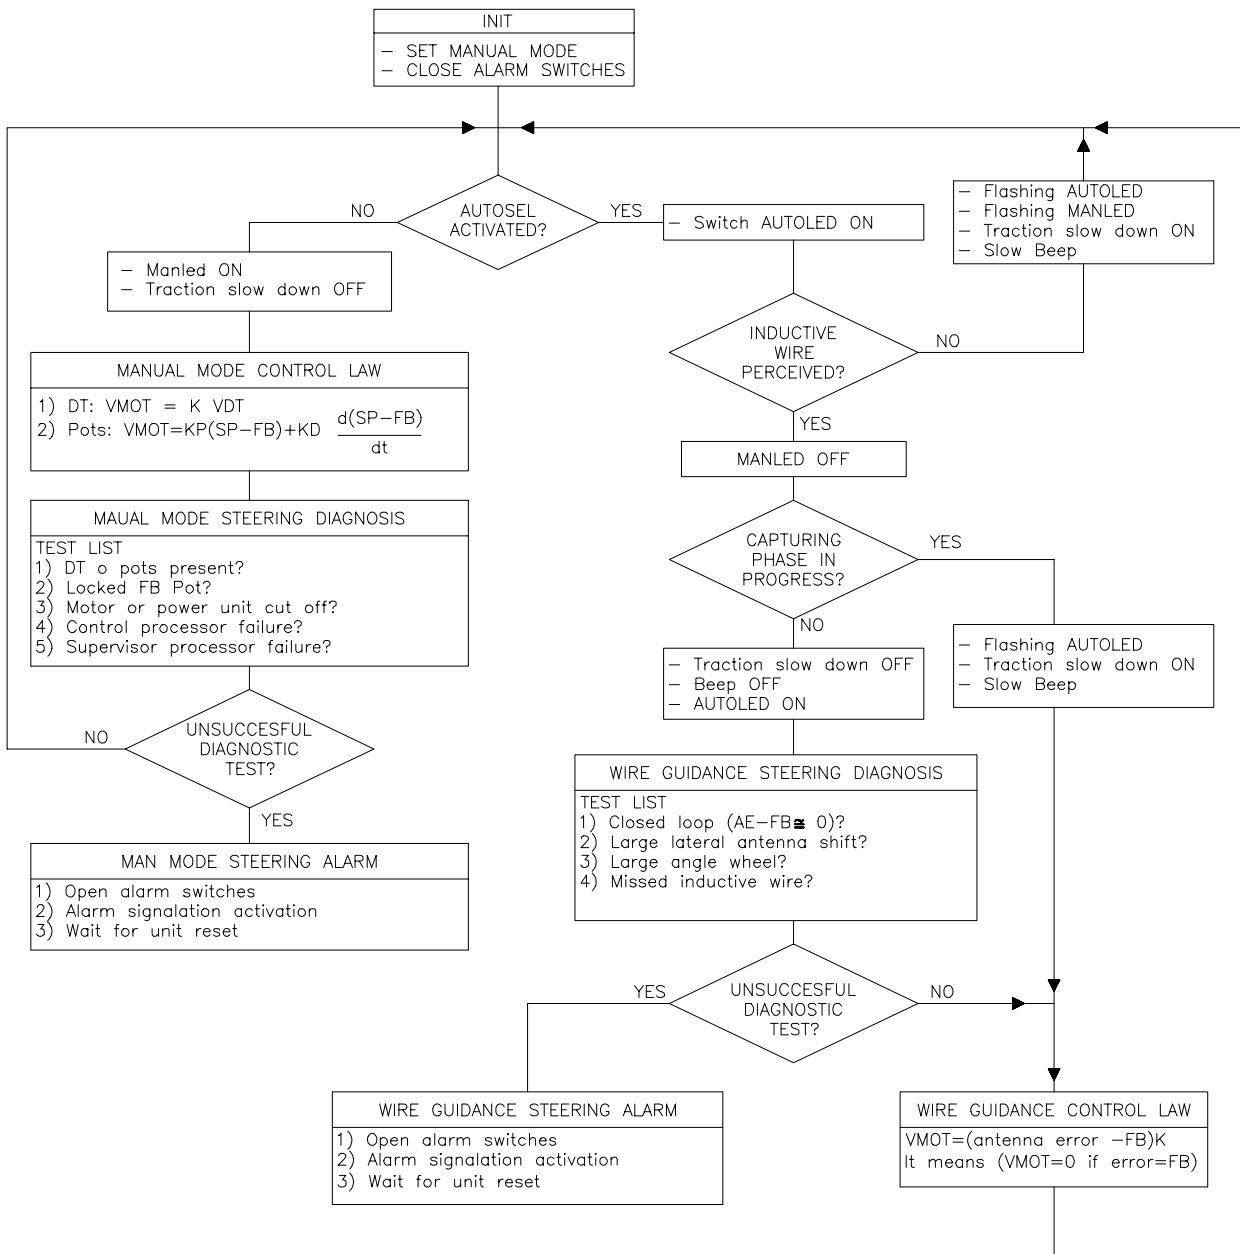 INIT
– SET MANUAL MODE
– CLOSE ALARM SWITCHES
NO
AUTOSEL
ACTIVATED?
YES
– Switch AUTOLED ON
– Flashing AUTOLED
– Flashing MANLED
– Traction slow down ON
– Slow Beep
– Manled ON
– Traction slow down OFF
INDUCTIVE
WIRE
PERCEIVED?
NO
YES
MANUAL MODE CONTROL LAW
1) DT: VMOT = K VDT
2) Pots: VMOT=KP(SP–FB)+KD d(SP–FB)
dt
MANLED OFF
MAUAL MODE STEERING DIAGNOSIS
TEST LIST
1) DT o pots present?
2) Locked FB Pot?
3) Motor or power unit cut off?
4) Control processor failure?
5) Supervisor processor failure?
CAPTURING
PHASE IN
PROGRESS?
YES
NO
– Flashing AUTOLED
– Traction slow down ON
– Slow Beep
– Traction slow down OFF
– Beep OFF
– AUTOLED ON
NO
UNSUCCESFUL
DIAGNOSTIC
TEST?
YES
WIRE GUIDANCE STEERING DIAGNOSIS
TEST LIST
1) Closed loop (AE–FB≅ 0)?
2) Large lateral antenna shift?
3) Large angle wheel?
4) Missed inductive wire?
MAN MODE STEERING ALARM
1) Open alarm switches
2) Alarm signalation activation
3) Wait for unit reset
YES
UNSUCCESFUL
DIAGNOSTIC
TEST?
NO
WIRE GUIDANCE STEERING ALARM
1) Open alarm switches
2) Alarm signalation activation
3) Wait for unit reset
WIRE GUIDANCE CONTROL LAW
VMOT=(antenna error –FB)K
It means (VMOT=0 if error=FB)